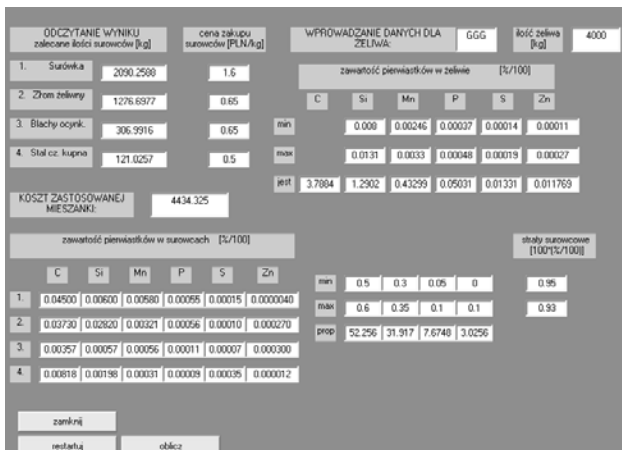 ODCZYTANIE WYNIKU
zalecane ilości surowców [kg]
cena zakupu
surowców [PLN/kg]
WPROWADZANIE DANYCH DLA
ŻELIWA:
GGG
ilość żeliwa
[kg]
4000
1. Surówka 2090.2588 1.6
2. Złom żeliwny 1276.6977 0.65
3. Blachy ocynk. 306.9916 0.65
4. Stal cz. kupna 121.0257 0.5
zawartość pierwiastków w żeliwie [%/100]
C Si Mn P S Zn
min 0.008 0.00246 0.00037 0.00014 0.00011
max 0.0131 0.0033 0.00048 0.00019 0.00027
jest 3.7884 1.2902 0.43299 0.05031 0.01331 0.011769
KOSZT ZASTOSOWANEJ
MIESZANKI:
4434.325
zawartość pierwiastków w surowcach [%/100]
C Si Mn P S Zn
1. 0.04500 0.00600 0.00580 0.00055 0.00015 0.0000040
2. 0.03730 0.02820 0.00321 0.00056 0.00010 0.000270
3. 0.00357 0.00057 0.00056 0.00011 0.00007 0.000300
4. 0.00818 0.00198 0.00031 0.00009 0.00035 0.000012
straty surowcowe
[100*(%/100)]
min 0.5 0.3 0.05 0 0.95
max 0.6 0.35 0.1 0.1 0.93
prop 52.256 31.917 7.6748 3.0256
zamknij
restartuj oblicz